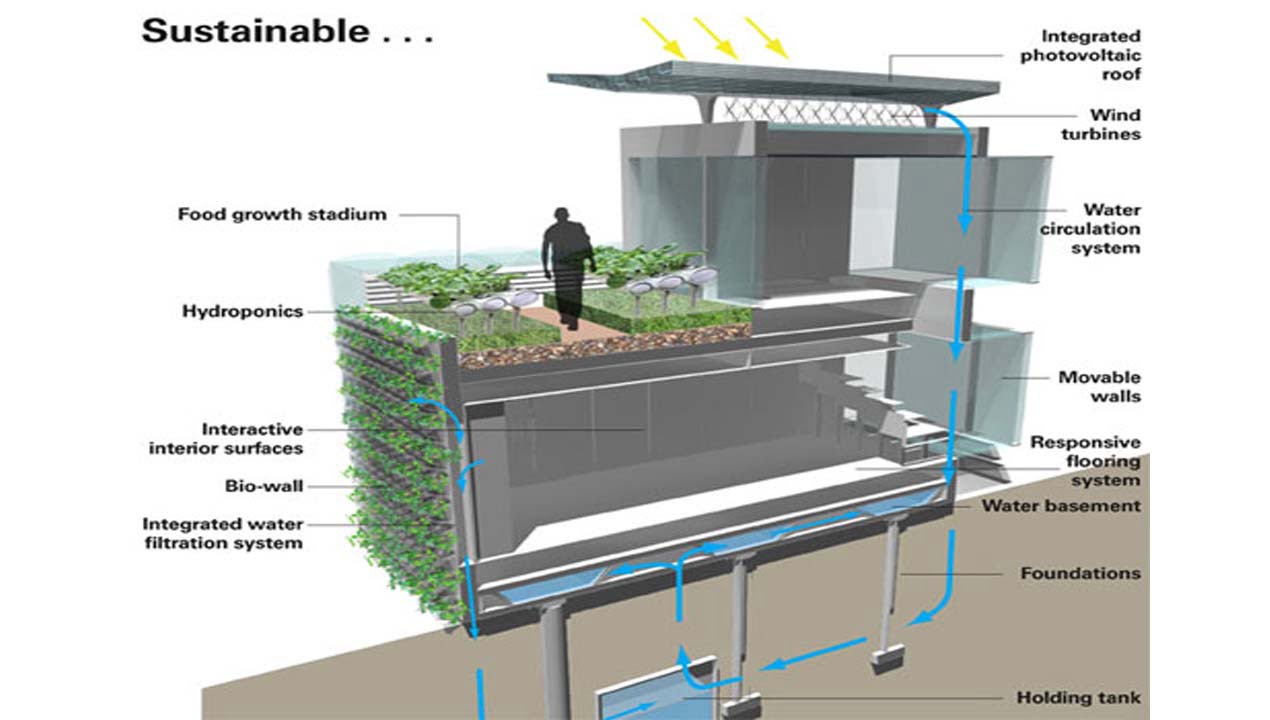 Sustainable . . .
Integrated
photovoltaic
roof
Wind
turbines
Food growth stadium
Water
circulation
system
Hydroponics
Movable
walls
Interactive
interior surfaces
Responsive
flooring
system
Bio-wall
Water basement
Integrated water
filtration system
Foundations
Holding tank